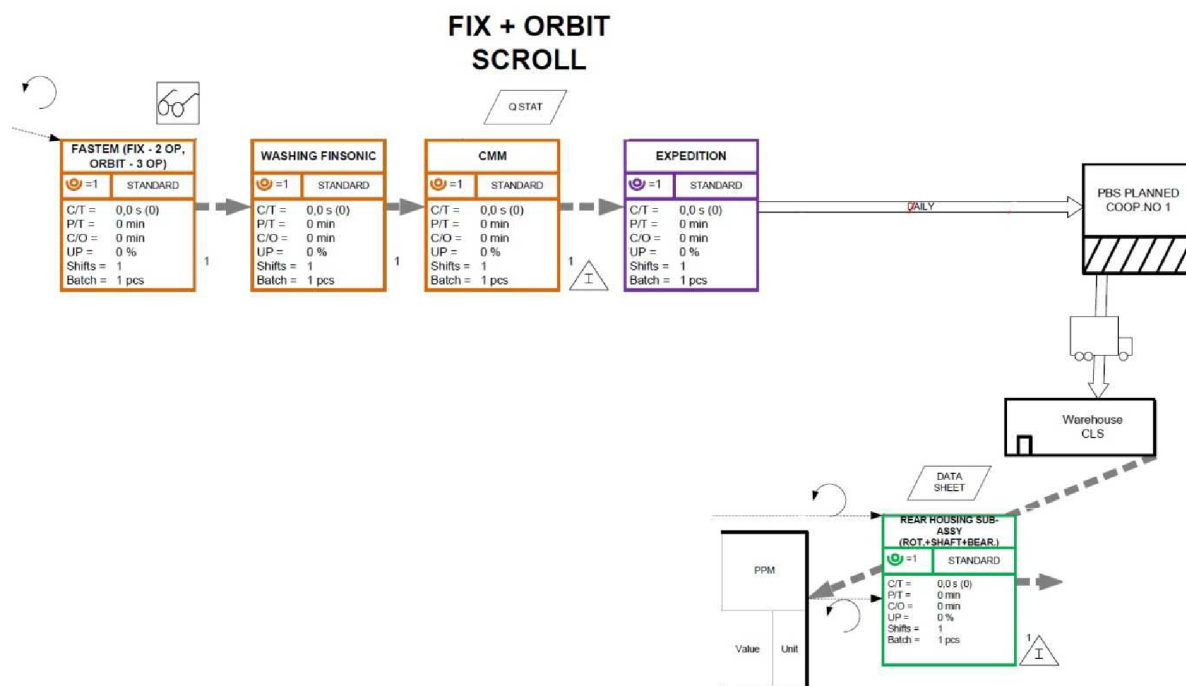 FIX + ORBIT
SCROLL
Q STAT
FASTEM (FIX - 2 OP,
ORBIT - 3 OP)
=1 STANDARD
C/T = 0,0 s (0)
P/T = 0 min
C/O = 0 min
UP = 0 %
Shifts = 1
Batch = 1 pcs
1
WASHING FINSONIC
=1 STANDARD
C/T = 0,0 s (0)
P/T = 0 min
C/O = 0 min
UP = 0 %
Shifts = 1
Batch = 1 pcs
1
CMM
=1 STANDARD
C/T = 0,0 s (0)
P/T = 0 min
C/O = 0 min
UP = 0 %
Shifts = 1
Batch = 1 pcs
1
I
EXPEDITION
=1 STANDARD
C/T = 0,0 s (0)
P/T = 0 min
C/O = 0 min
UP = 0 %
Shifts = 1
Batch = 1 pcs
DAILY
PBS PLANNED
COOP.NO 1
Warehouse
CLS
DATA
SHEET
REAR HOUSING SUB-
ASSY
(ROT.+SHAFT+BEAR.)
=1 STANDARD
C/T = 0,0 s (0)
P/T = 0 min
C/O = 0 min
UP = 0 %
Shifts = 1
Batch = 1 pcs
1
I
PPM
Value Unit